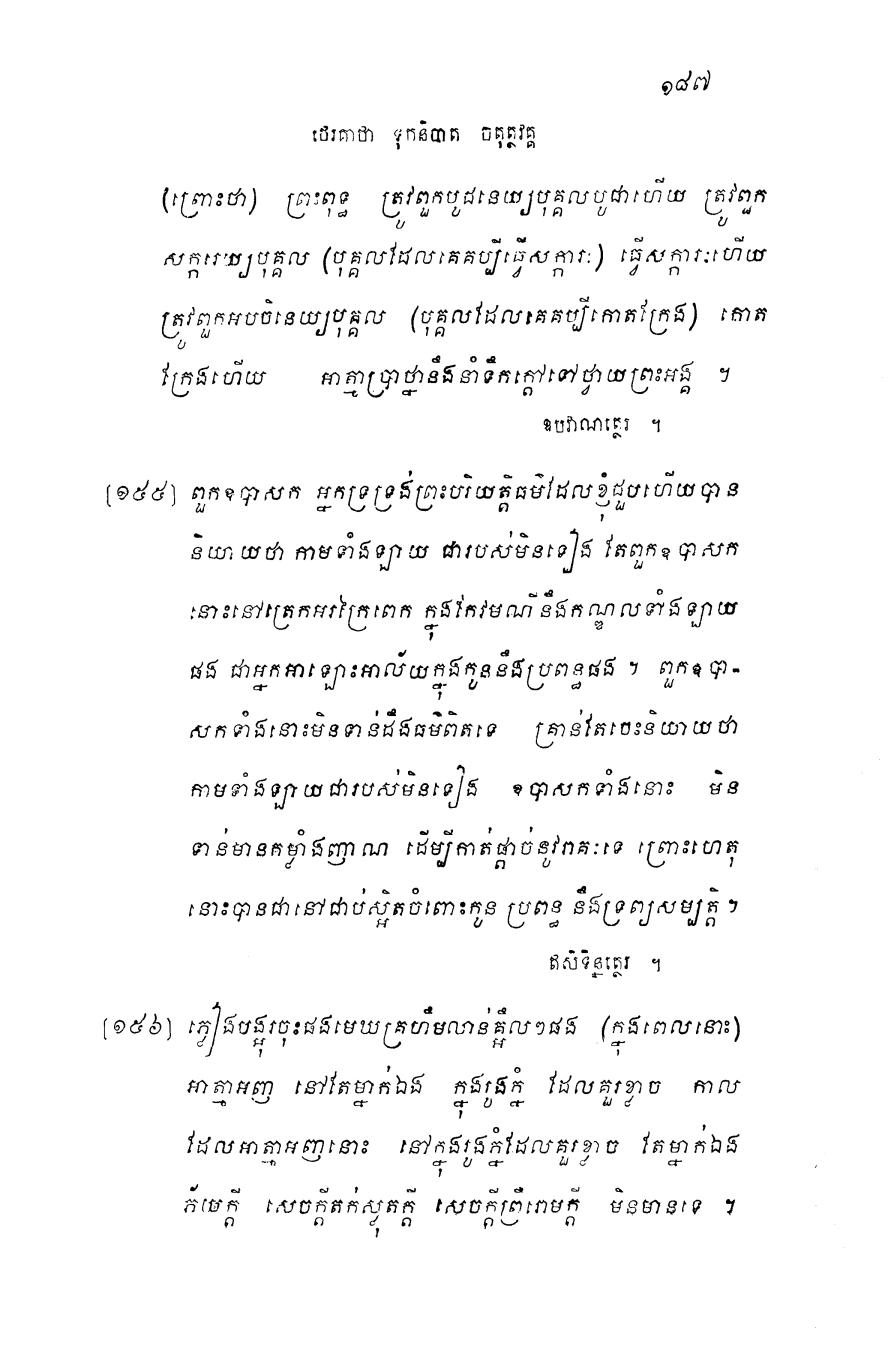 ១៨៧
ថេរគាថា ទុកនិបាត ចតុត្ថវគ្គ
(ព្រោះថា) ព្រះពុទ្ធ ត្រូវពួកបូជនេយ្យបុគ្គលបូជាហើយ ត្រូវពួក
សក្ករេយ្យបុគ្គល (បុគ្គលដែលគេគប្បីធ្វើសក្ការៈ) ធ្វើសក្ការៈហើយ
ត្រូវពួកអបចិនេយ្យបុគ្គល (បុគ្គលដែលគេគប្បីកោតក្រែង) កោត
ក្រែងហើយ អាត្មាប្រាថ្នានឹងនាំទឹកក្តៅទៅថ្វាយព្រះអង្គ ។
ឧបវាណត្ថេរ ។
[១៥៥] ពួកឧបាសក អ្នកទ្រទ្រង់ព្រះបរិយត្តិធម៌ដែលខ្ញុំជួបហើយបាន
និយាយថា កាមទាំងឡាយ ជារបស់មិនទៀង តែពួកឧបាសក
នោះនៅត្រេកអរក្រៃពេក ក្នុងកែវមណីនឹងកណ្ឌលទាំងឡាយ
ផង ជាអ្នកអាឡោះអាល័យក្នុងកូននឹងប្រពន្ធផង ។ ពួកឧបា-
សកទាំងនោះមិនទាន់ដឹងធម៌ពិតទេ គ្រាន់តែចេះនិយាយថា
កាមទាំងឡាយជារបស់មិនទៀង ឧបាសកទាំងនោះ មិន
ទាន់មានកម្លាំងញាណ ដើម្បីកាត់ផ្តាច់នូវរាគៈទេ ព្រោះហេតុ
នោះបានជានៅជាប់ស្អិតចំពោះកូន ប្រពន្ធ នឹងទ្រព្យសម្បត្តិ ។
ឥសិទិន្នត្ថេរ ។
[១៥៦] ភ្លៀងបង្អុរចុះផងមេឃគ្រហឹមលាន់គ្អឹលៗផង (ក្នុងពេលនោះ)
អាត្មាអញ នៅតែម្នាក់ឯង ក្នុងរូងភ្នំ ដែលគួរខ្លាច កាល
ដែលអាត្មាអញនោះ នៅក្នុងរូងភ្នំដែលគួរខ្លាច តែម្នាក់ឯង
ភ័យក្តី សេចក្តីតក់ស្លុតក្តី សេចក្តីព្រឺរោមក្តី មិនមានទេ ។